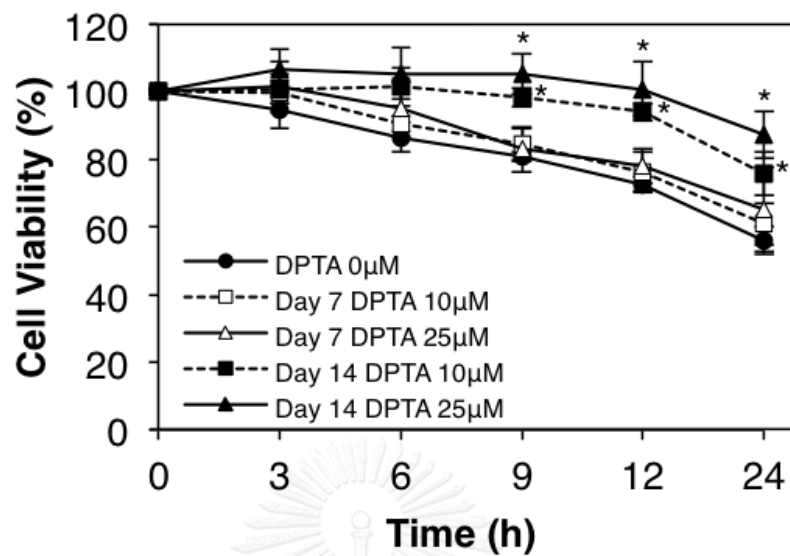 Cell Viability (%)
120
100
80
60
40
20
0
* * *
* * *
DPTA 0μM
Day 7 DPTA 10μM
Day 7 DPTA 25μM
Day 14 DPTA 10μM
Day 14 DPTA 25μM
0 3 6 9 12 24
Time (h)